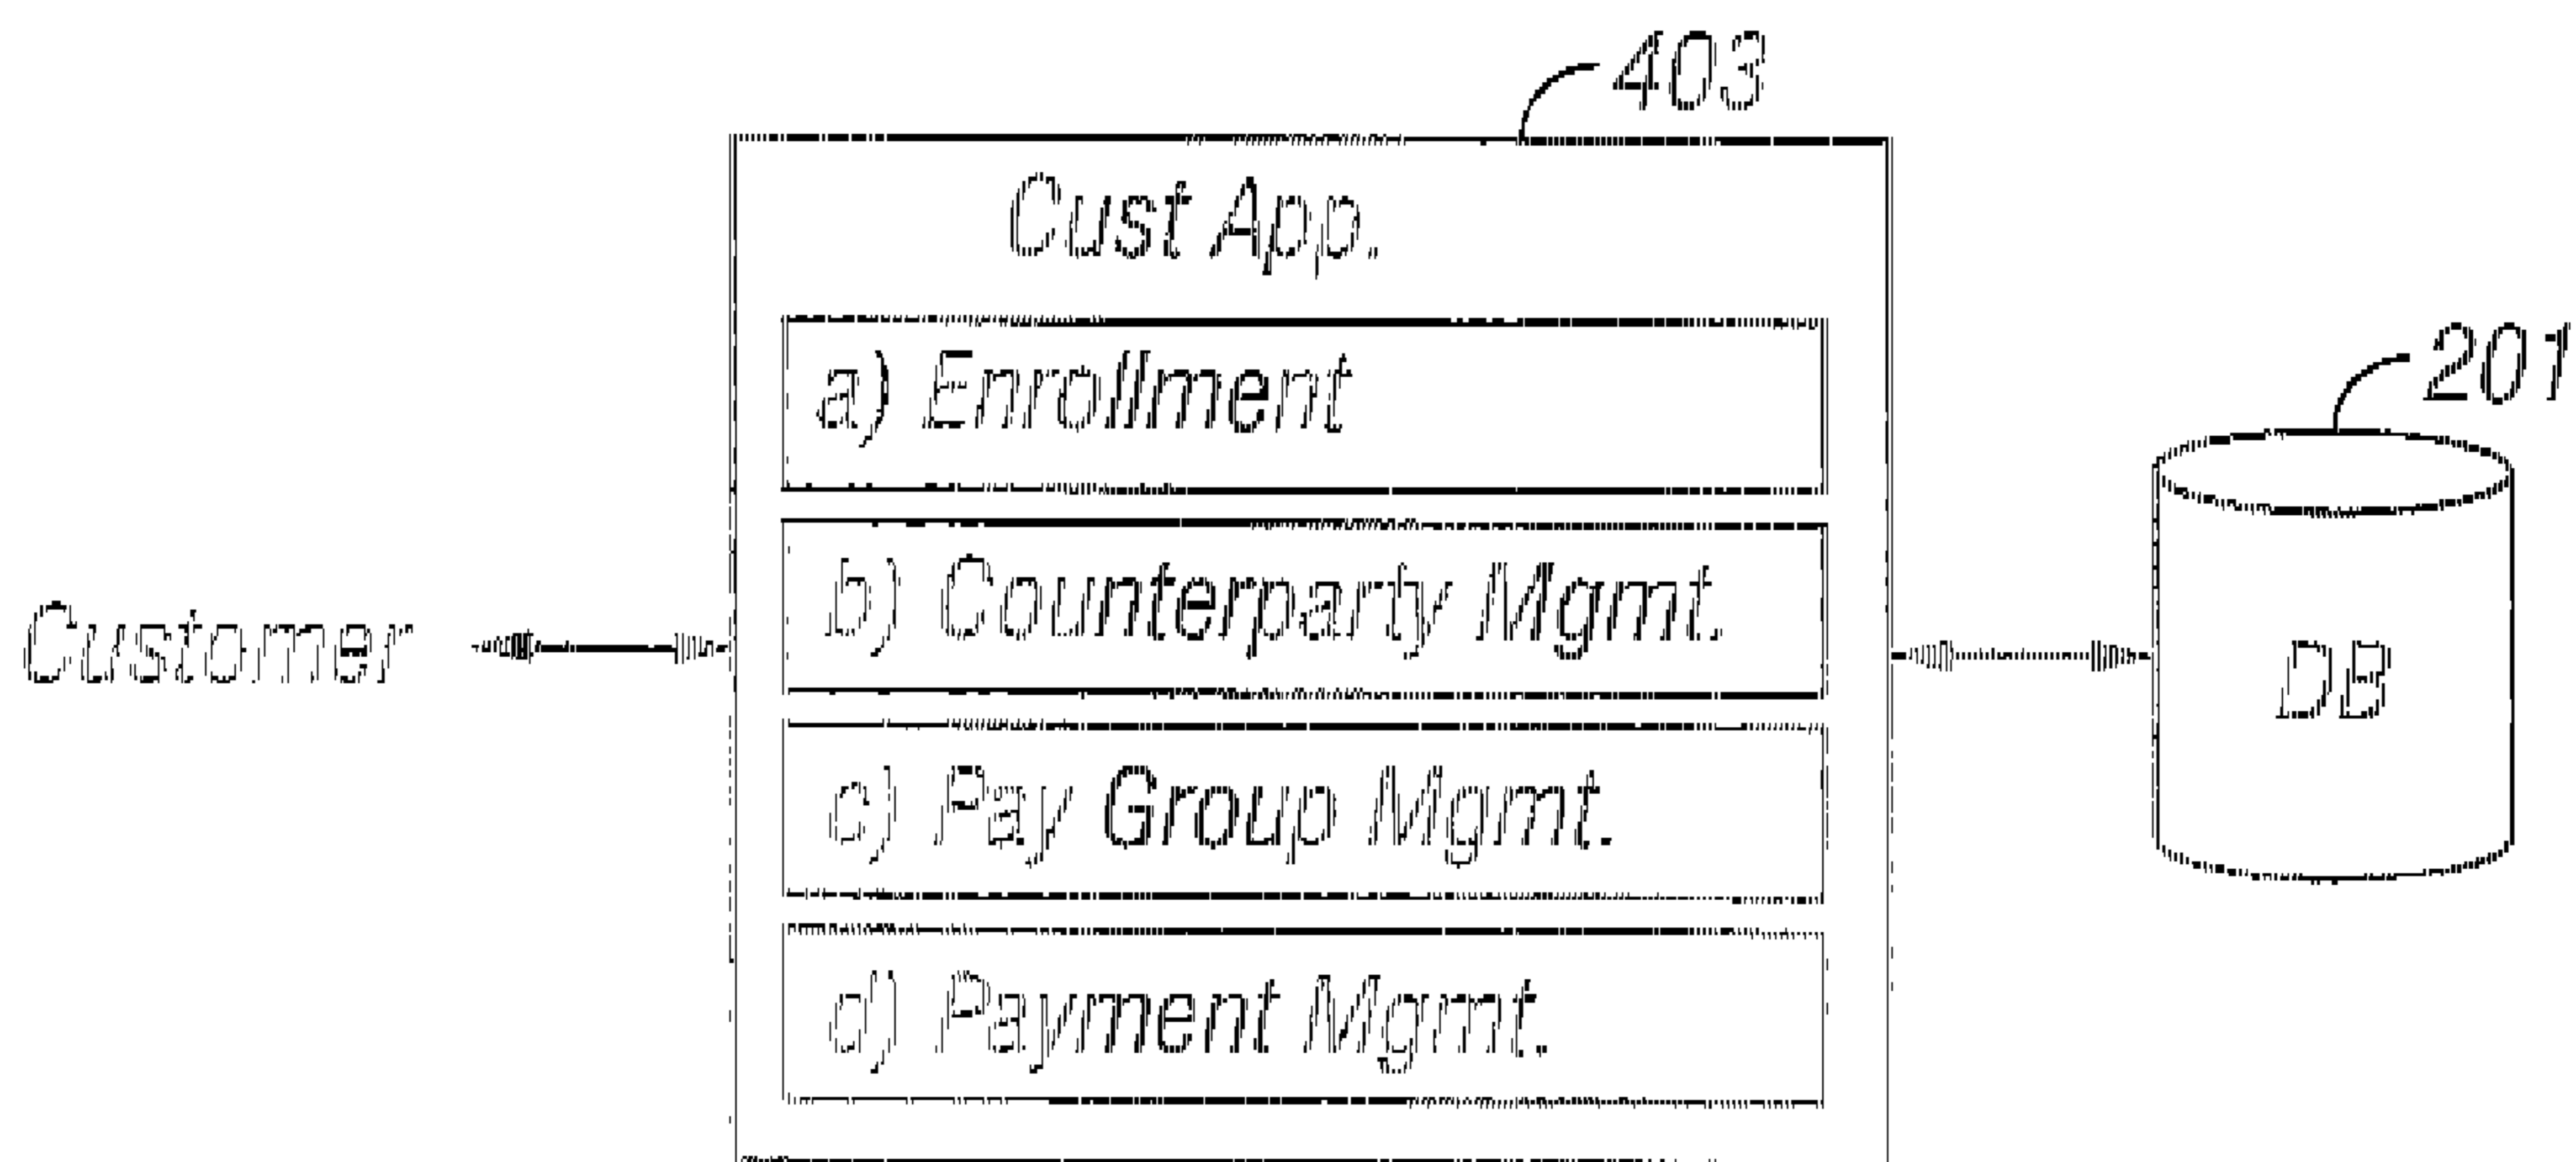 403
Cust App.
a) Enrollment
201
b) Counterparty Mgmt.
Customer
DB
c) Pay Group Mgmt.
d) Payment Mgmt.